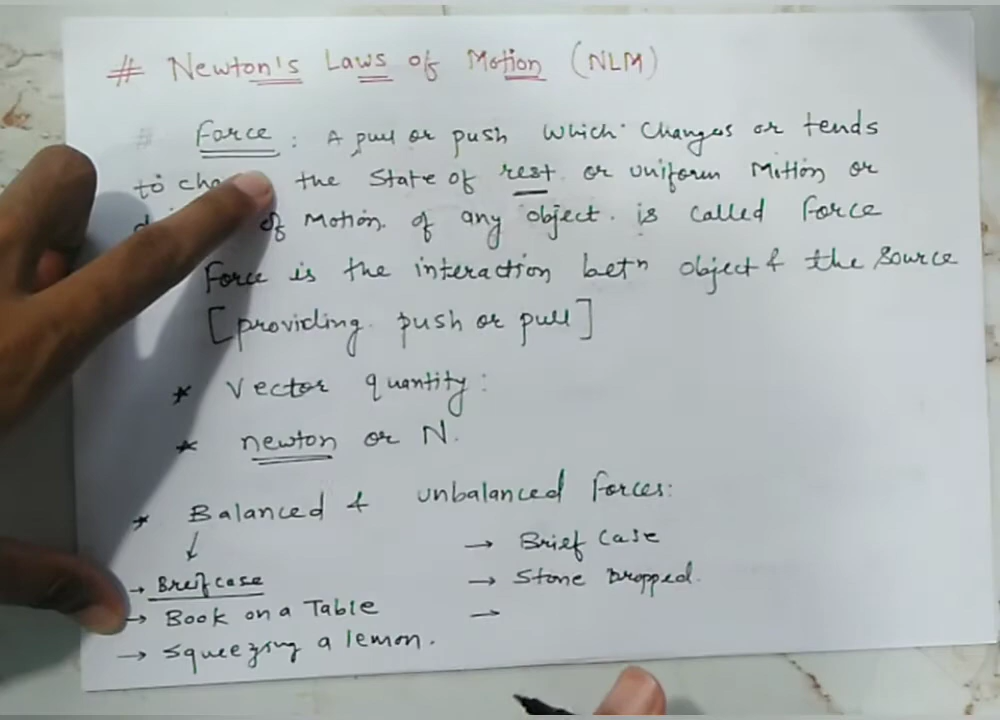 # Newton's Laws of Motion (NLM)
Force : A pull or push which changes or tends
to cha the state of rest or uniform Mittion or
of Motion of any object. is called Force
Force is the interaction betn object & the source
[providing push or pull]
* Vector quantity:
* newton or N.
* Balanced & unbalanced Forces:
↓
→ Breifcase
→ Book on a Table
→ Squeezing a lemon.
→ Brief Case
→ Stone Dropped.
→